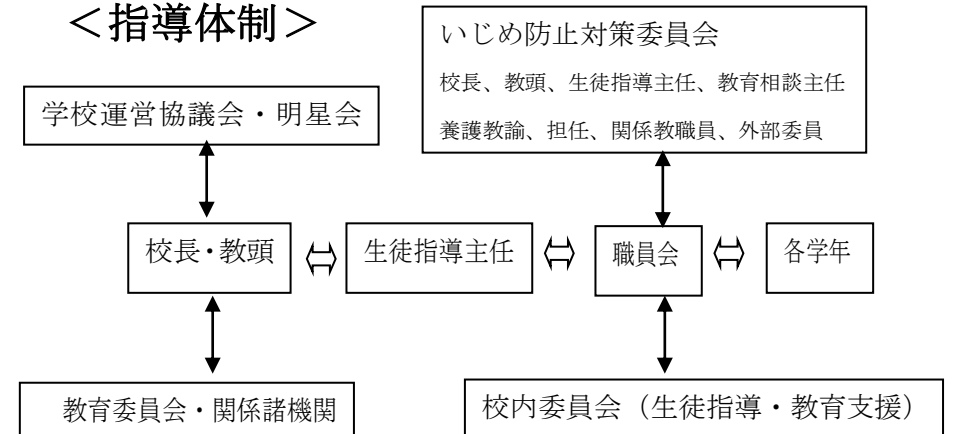 ＜指導体制＞
いじめ防止対策委員会
校長、教頭、生徒指導主任、教育相談主任
養護教諭、担任、関係教職員、外部委員
学校運営協議会・明星会
校長・教頭
生徒指導主任
職員会
各学年
教育委員会・関係諸機関
校内委員会（生徒指導・教育支援）